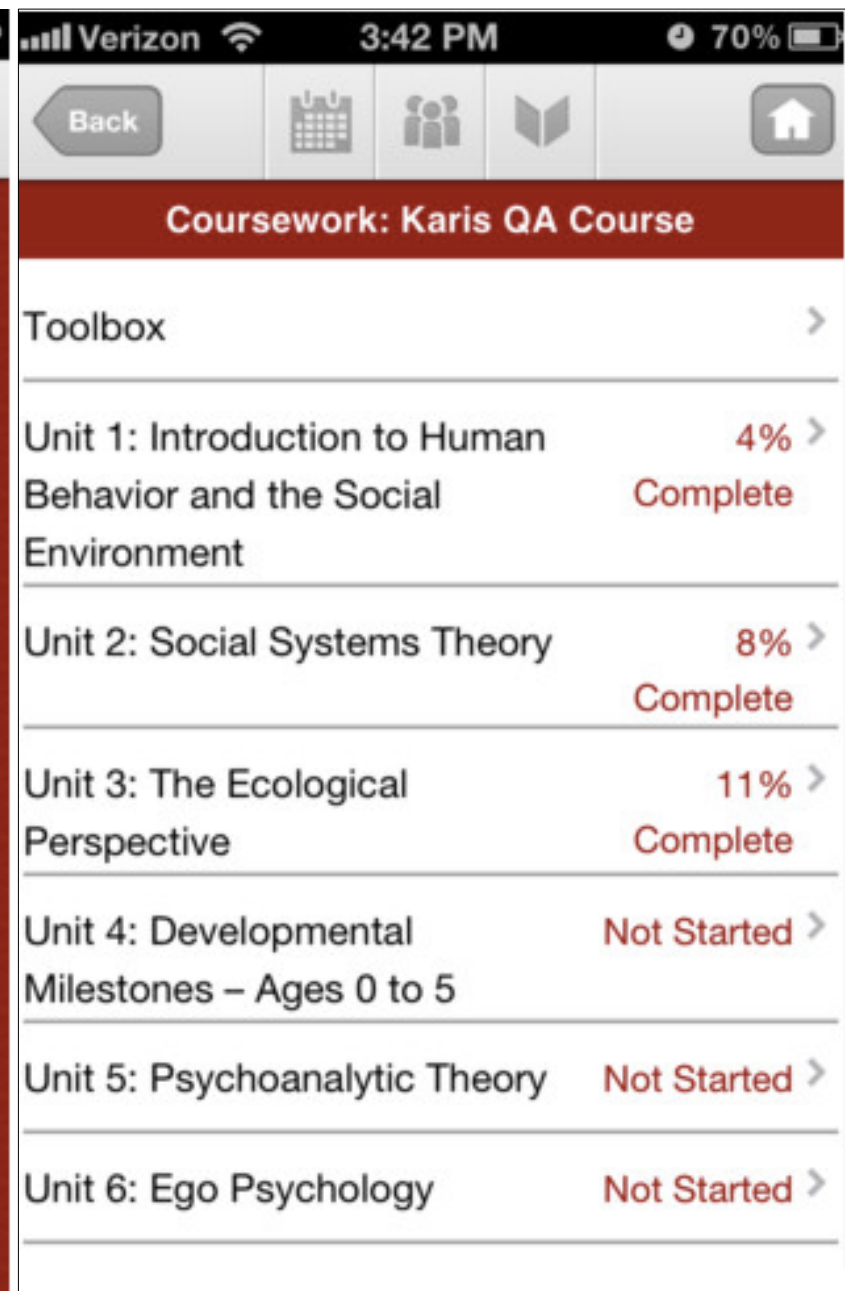 Verizon 3:42 PM 70%
Back
Coursework: Karis QA Course
Toolbox
Unit 1: Introduction to Human 4%
Behavior and the Social Complete
Environment
Unit 2: Social Systems Theory 8%
Complete
Unit 3: The Ecological 11%
Perspective Complete
Unit 4: Developmental Not Started
Milestones – Ages 0 to 5
Unit 5: Psychoanalytic Theory Not Started
Unit 6: Ego Psychology Not Started